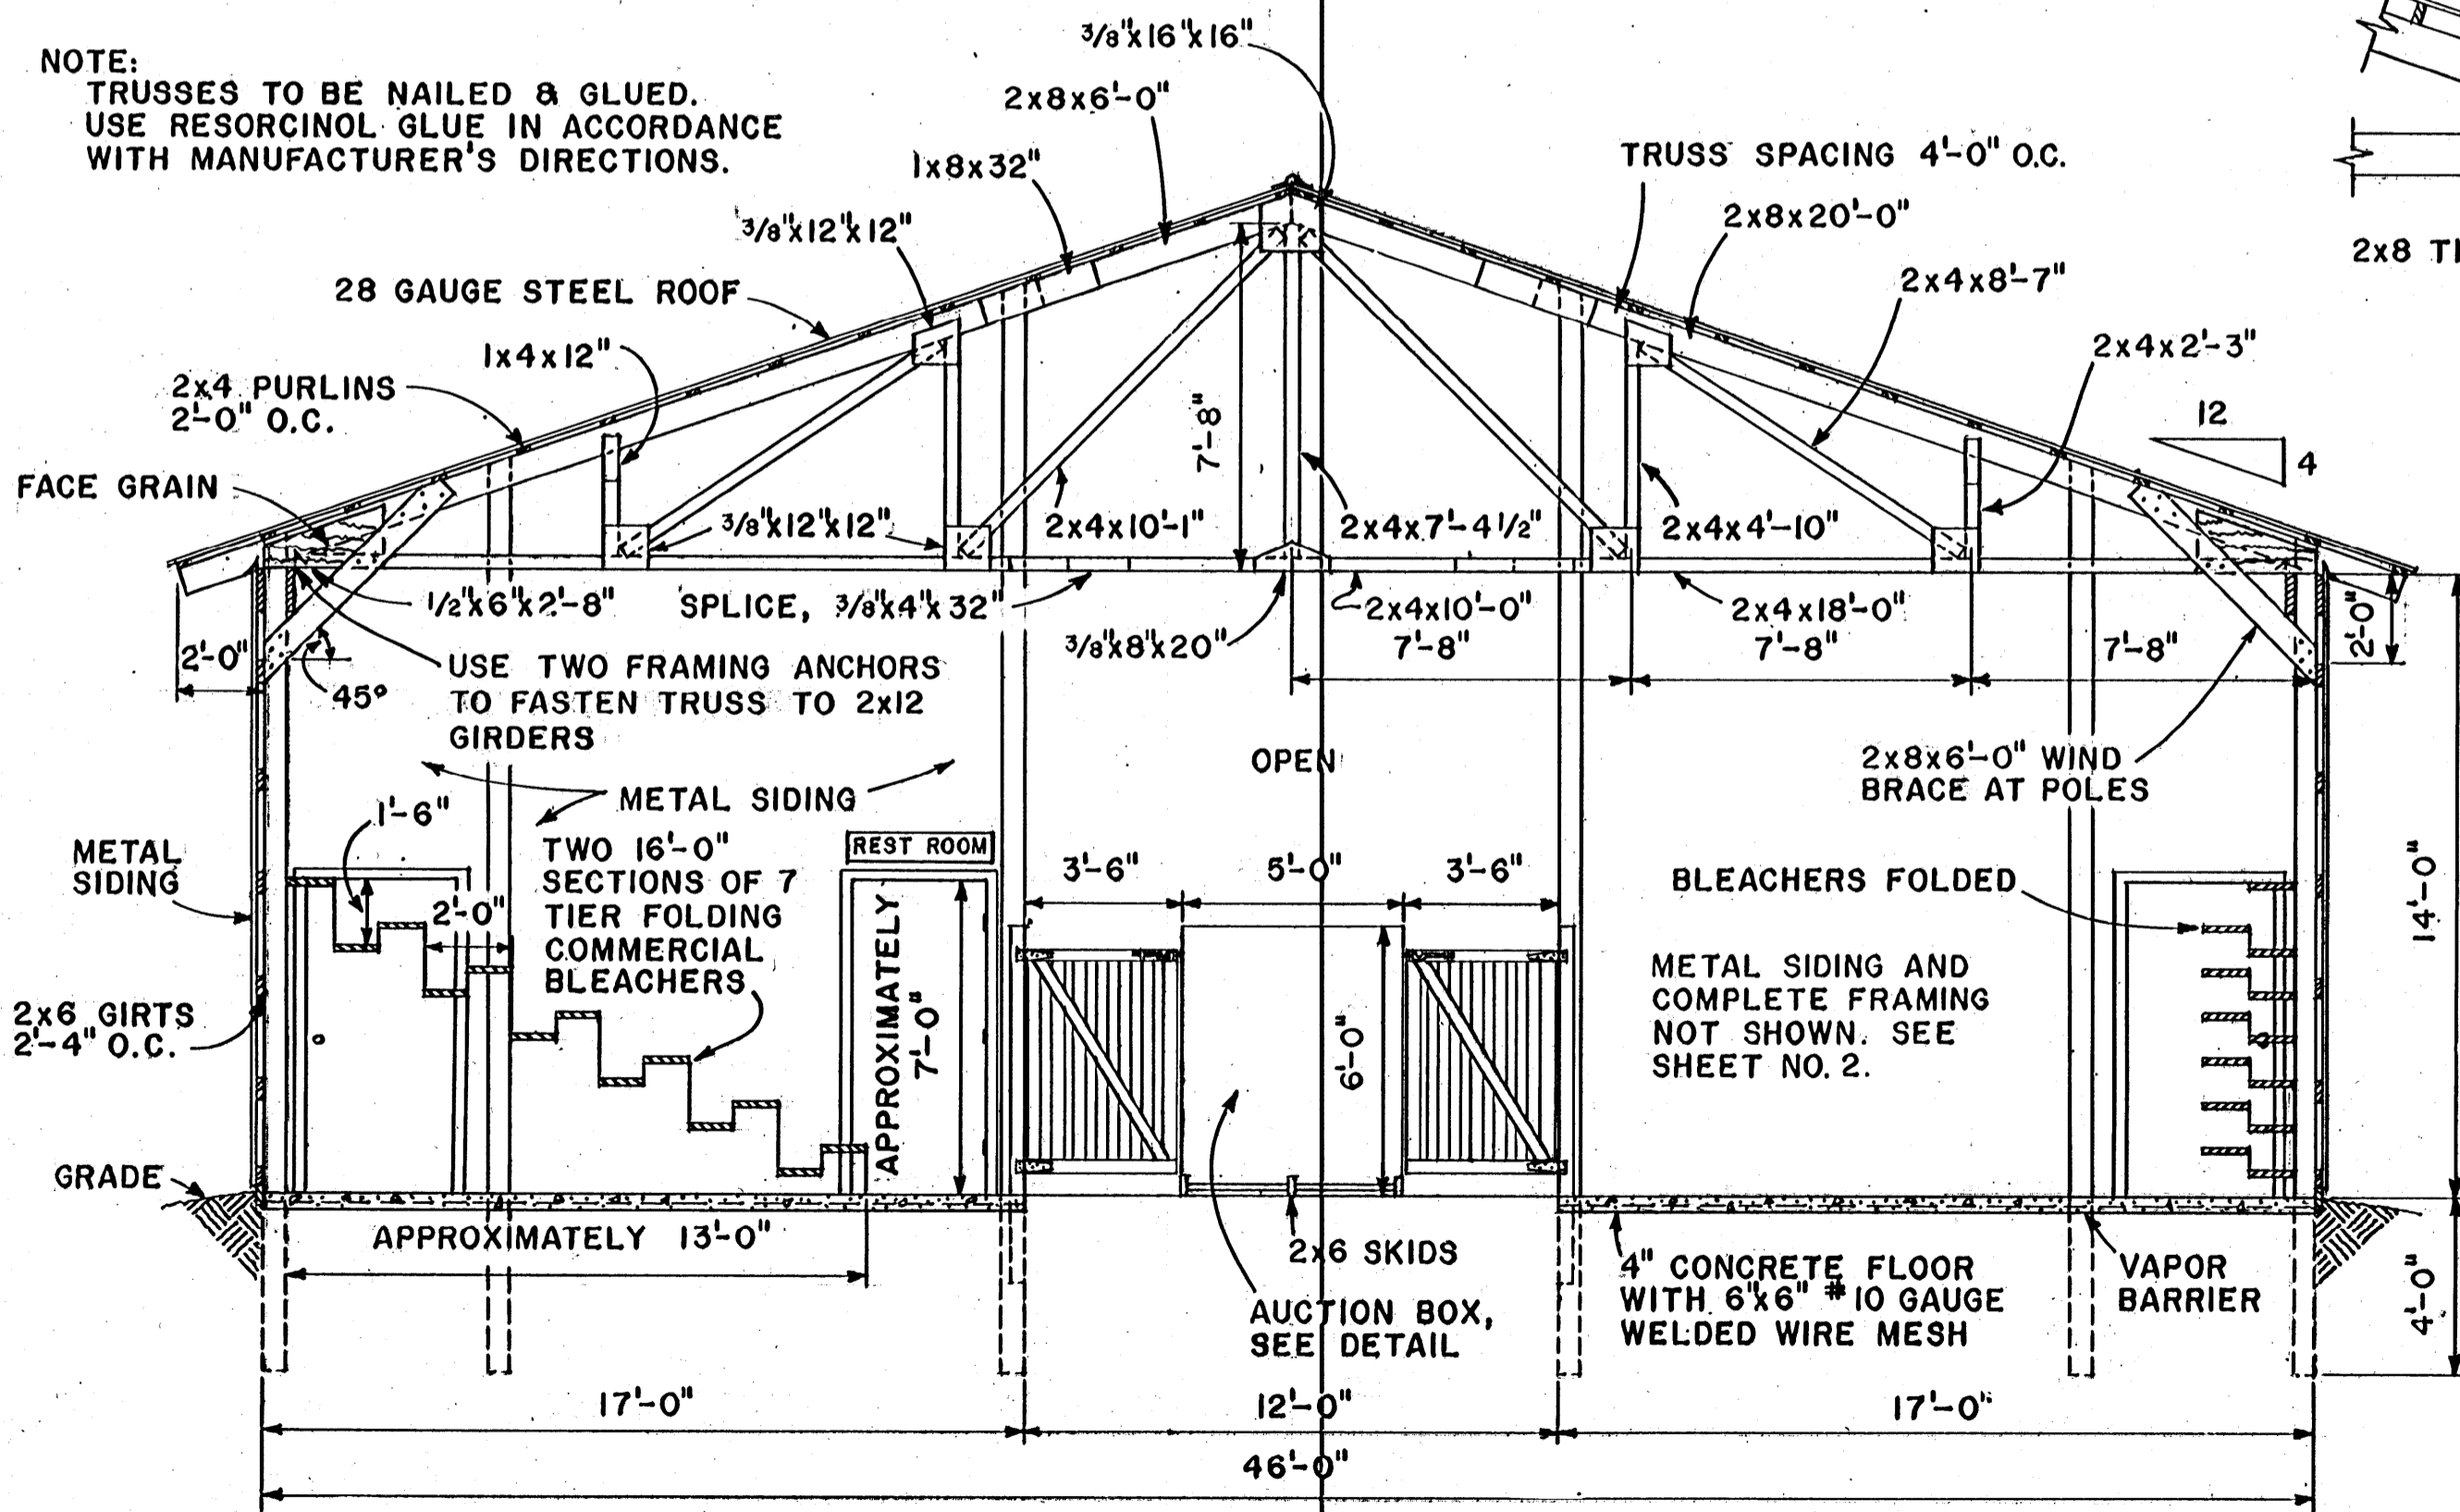 NOTE:
TRUSSES TO BE NAILED & GLUED.
USE RESORCINOL GLUE IN ACCORDANCE
WITH MANUFACTURER'S DIRECTIONS.
3/8"x16"x16"
2x8x6'-0"
1x8x32"
3/8"x12"x12"
28 GAUGE STEEL ROOF
1x4x12"
2x4 PURLINS
2'-0" O.C.
FACE GRAIN
TRUSS SPACING 4'-0" O.C.
2x8x20'-0"
2x8 TI
2x4x8'-7"
2x4x2'-3"
12
4
7'-8"
3/8"x12"x12"
2x4x10'-1"
2x4x7'-4 1/2"
2x4x4'-10"
1/2"x6"x2'-8"
SPLICE, 3/8"x4"x32"
3/8"x8"x20"
2x4x10'-0"
2x4x18'-0"
7'-8"
7'-8"
7'-8"
2'-0"
2'-0"
45°
USE TWO FRAMING ANCHORS
TO FASTEN TRUSS TO 2x12
GIRDERS
OPEN
2x8x6'-0" WIND
BRACE AT POLES
METAL SIDING
1'-6"
METAL
SIDING
TWO 16'-0"
SECTIONS OF 7
TIER FOLDING
COMMERCIAL
BLEACHERS
2'-0"
REST ROOM
APPROXIMATELY
7'-0"
3'-6"
5'-0"
3'-6"
6'-0"
BLEACHERS FOLDED
METAL SIDING AND
COMPLETE FRAMING
NOT SHOWN. SEE
SHEET NO. 2.
14'-0"
2x6 GIRTS
2'-4" O.C.
GRADE
APPROXIMATELY 13'-0"
2x6 SKIDS
AUCTION BOX,
SEE DETAIL
4" CONCRETE FLOOR
WITH 6"x6" #10 GAUGE
WELDED WIRE MESH
VAPOR
BARRIER
4'-0"
17'-0"
12'-0"
17'-0"
46'-0"